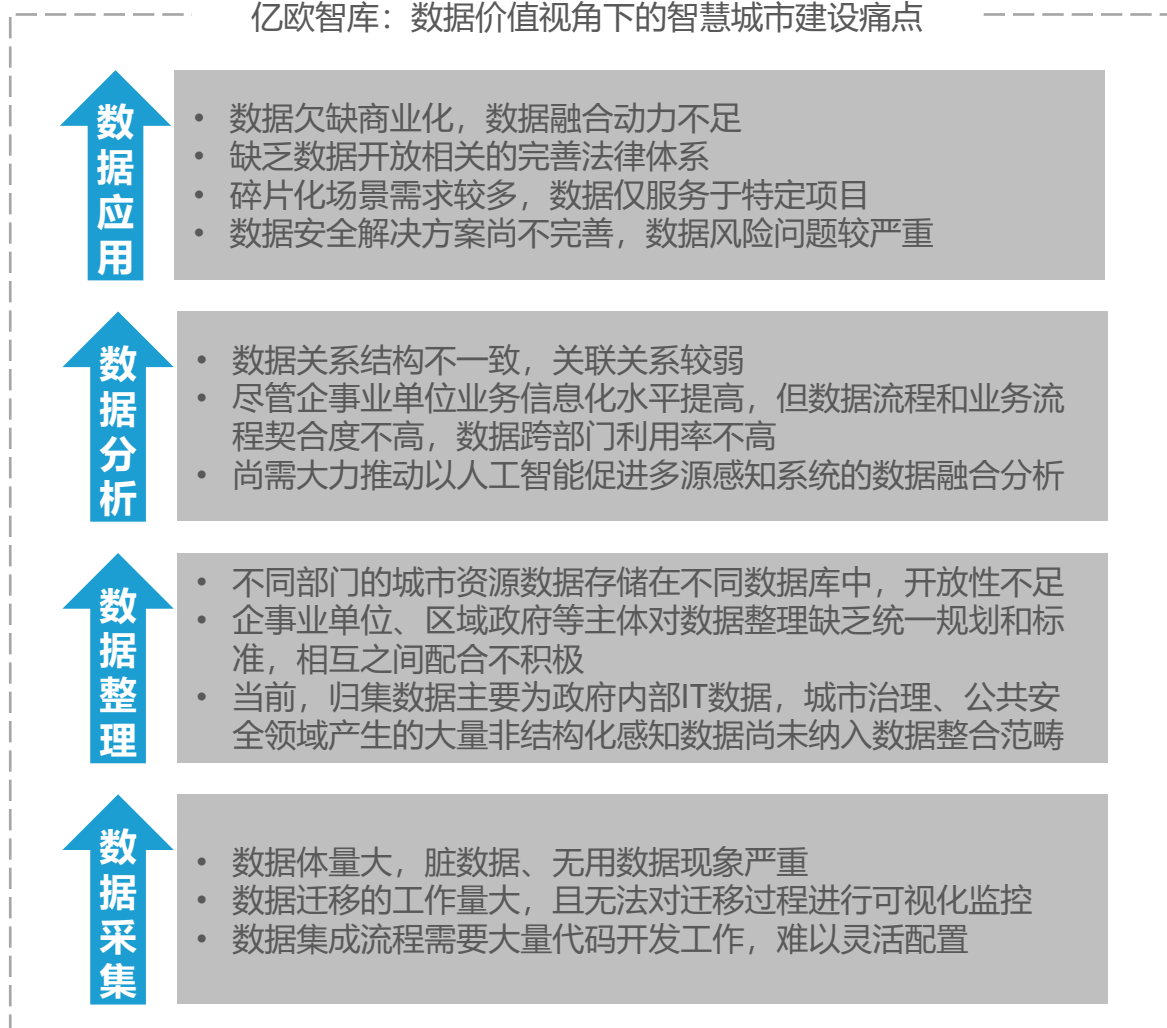 亿欧智库：数据价值视角下的智慧城市建设痛点
数据应用
• 数据欠缺商业化，数据融合动力不足
• 缺乏数据开放相关的完善法律体系
• 碎片化场景需求较多，数据仅服务于特定项目
• 数据安全解决方案尚不完善，数据风险问题较严重
数据分析
• 数据关系结构不一致，关联关系较弱
• 尽管企事业单位业务信息化水平提高，但数据流程和业务流
程契合度不高，数据跨部门利用率不高
• 尚需大力推动以人工智能促进多源感知系统的数据融合分析
数据整理
• 不同部门的城市资源数据存储在不同数据库中，开放性不足
• 企事业单位、区域政府等主体对数据整理缺乏统一规划和标
准，相互之间配合不积极
• 当前，归集数据主要为政府内部IT数据，城市治理、公共安
全领域产生的大量非结构化感知数据尚未纳入数据整合范畴
数据采集
• 数据体量大，脏数据、无用数据现象严重
• 数据迁移的工作量大，且无法对迁移过程进行可视化监控
• 数据集成流程需要大量代码开发工作，难以灵活配置